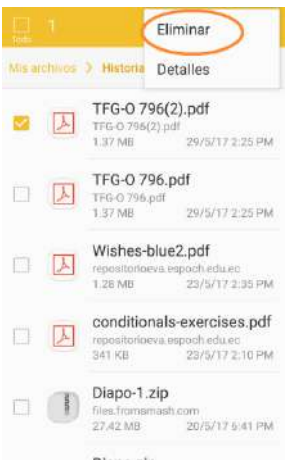 1
Todo
Eliminar
Detalles
Mis archivos > Historia
TFG-O 796(2).pdf
TFG-O 796(2).pdf
1.37 MB 29/5/17 2:25 PM
TFG-O 796.pdf
TFG-O 796.pdf
1.37 MB 29/5/17 2:25 PM
Wishes-blue2.pdf
repositorioeva.espoch.edu.ec
1.28 MB 23/5/17 2:35 PM
conditionals-exercises.pdf
repositorioeva.espoch.edu.ec
341 KB 23/5/17 2:10 PM
Diapo-1.zip
files.fromsmash.com
27.42 MB 20/5/17 6:41 PM